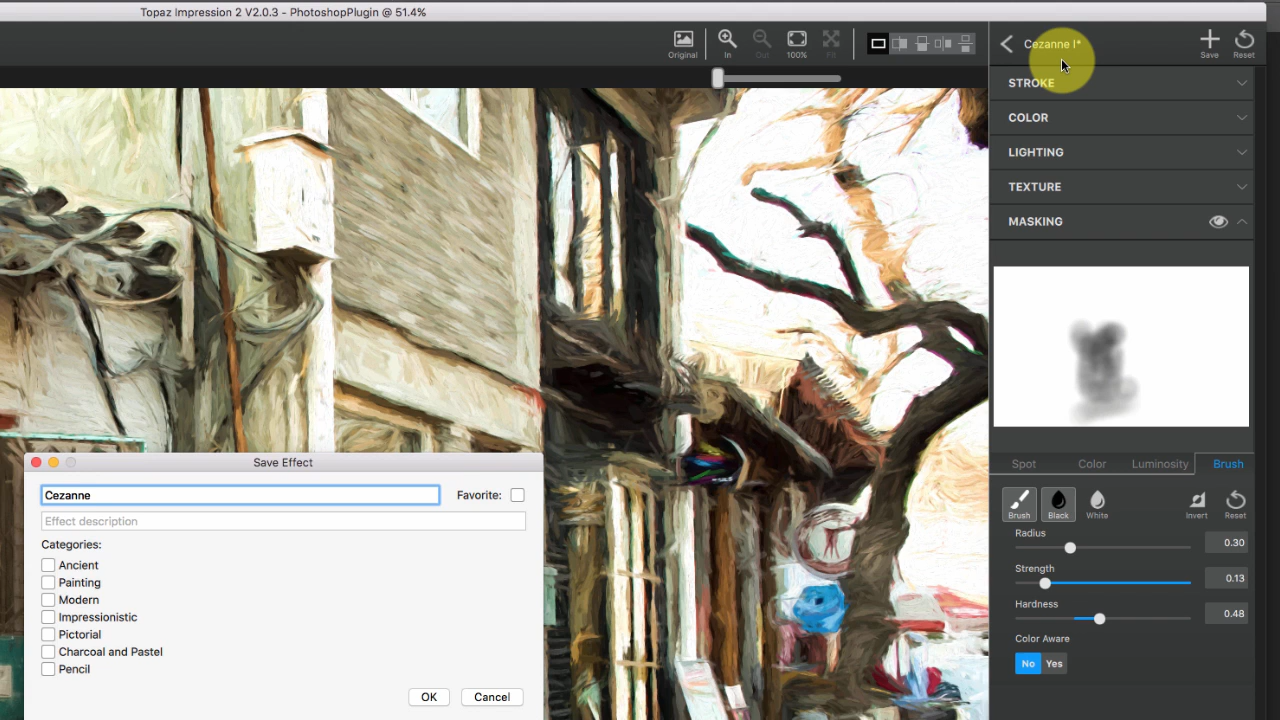 Topaz Impression 2 V2.0.3 - PhotoshopPlugin @ 51.4%
Original In Out 100% Fit
Cezanne I*
Save Reset
STROKE
COLOR
LIGHTING
TEXTURE
MASKING
Spot Color Luminosity Brush
Brush Black White Invert Reset
Radius
0.30
Strength
0.13
Hardness
0.48
Color Aware
No Yes
Save Effect
Cezanne
Favorite:
Effect description
Categories:
Ancient
Painting
Modern
Impressionistic
Pictorial
Charcoal and Pastel
Pencil
OK Cancel